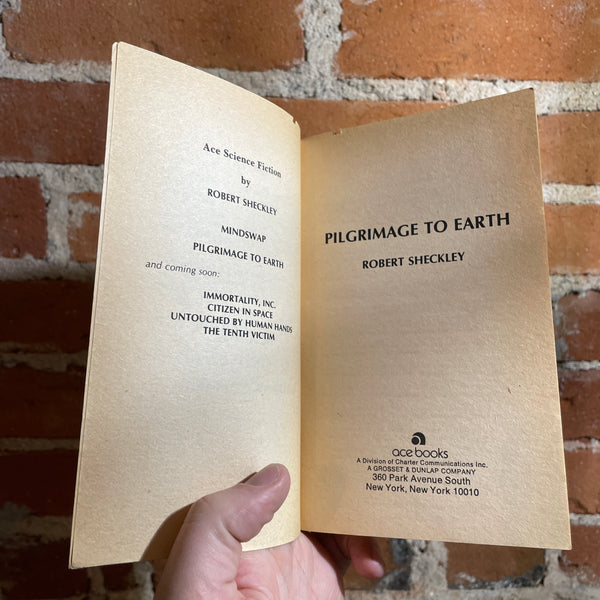 Ace Science Fiction
by
ROBERT SHECKLEY
MINDSWAP
PILGRIMAGE TO EARTH
and coming soon:
IMMORTALITY, INC.
CITIZEN IN SPACE
UNTOUCHED BY HUMAN HANDS
THE TENTH VICTIM
PILGRIMAGE TO EARTH
ROBERT SHECKLEY
ace books
A Division of Charter Communications Inc.
A GROSSET & DUNLAP COMPANY
360 Park Avenue South
New York, New York 10010